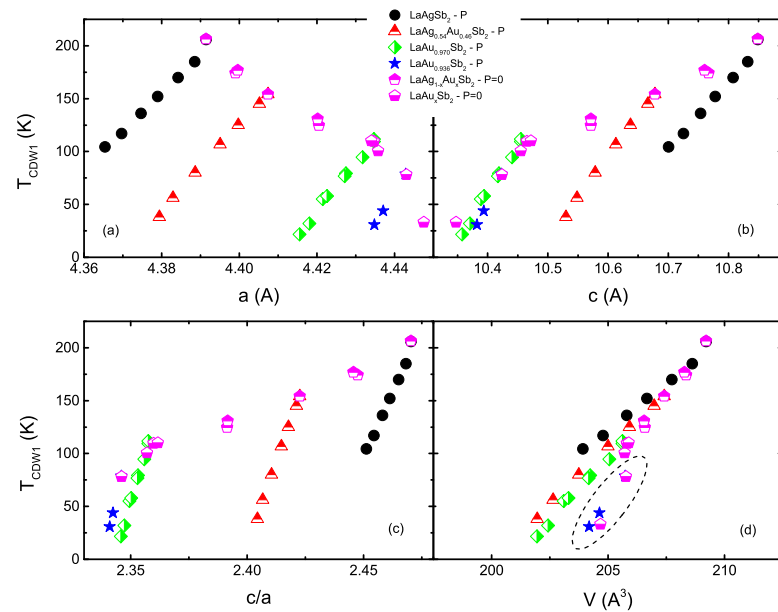 LaAgSb₂ - P
LaAg₀.₅₄Au₀.₄₆Sb₂ - P
LaAu₀.₉₇₀Sb₂ - P
LaAu₀.₉₃₆Sb₂ - P
LaAg₁₋ₓAuₓSb₂ - P=0
LaAuₓSb₂ - P=0
T_CDW1 (K)
200
150
100
50
0
(a)
4.36 4.38 4.40 4.42 4.44
a (A)
(b)
10.4 10.5 10.6 10.7 10.8
c (A)
T_CDW1 (K)
200
150
100
50
0
(c)
2.35 2.40 2.45
c/a
(d)
200 205 210
V (A³)